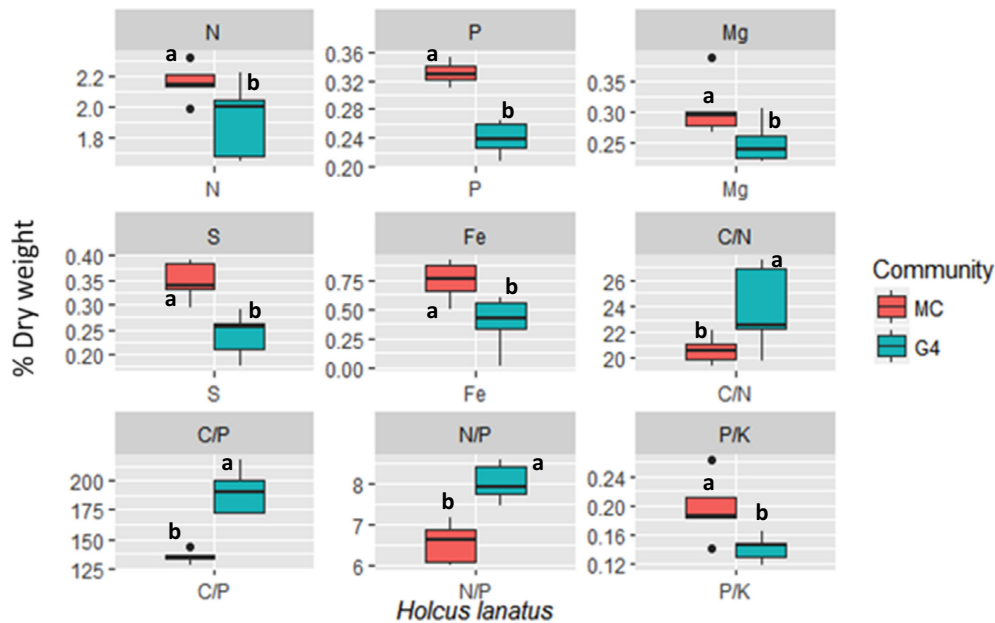 N P Mg
a b 2.2 2.0 1.8
a b 0.36 0.32 0.28 0.24 0.20
a b 0.35 0.30 0.25
N P Mg
% Dry weight
S Fe C/N
a b 0.40 0.35 0.30 0.25 0.20
a b 0.75 0.50 0.25 0.00
b a 26 24 22 20
S Fe C/N
Community
MC
G4
C/P N/P P/K
b a 200 175 150 125
b a 8 7 6
a b 0.24 0.20 0.16 0.12
C/P N/P P/K
Holcus lanatus